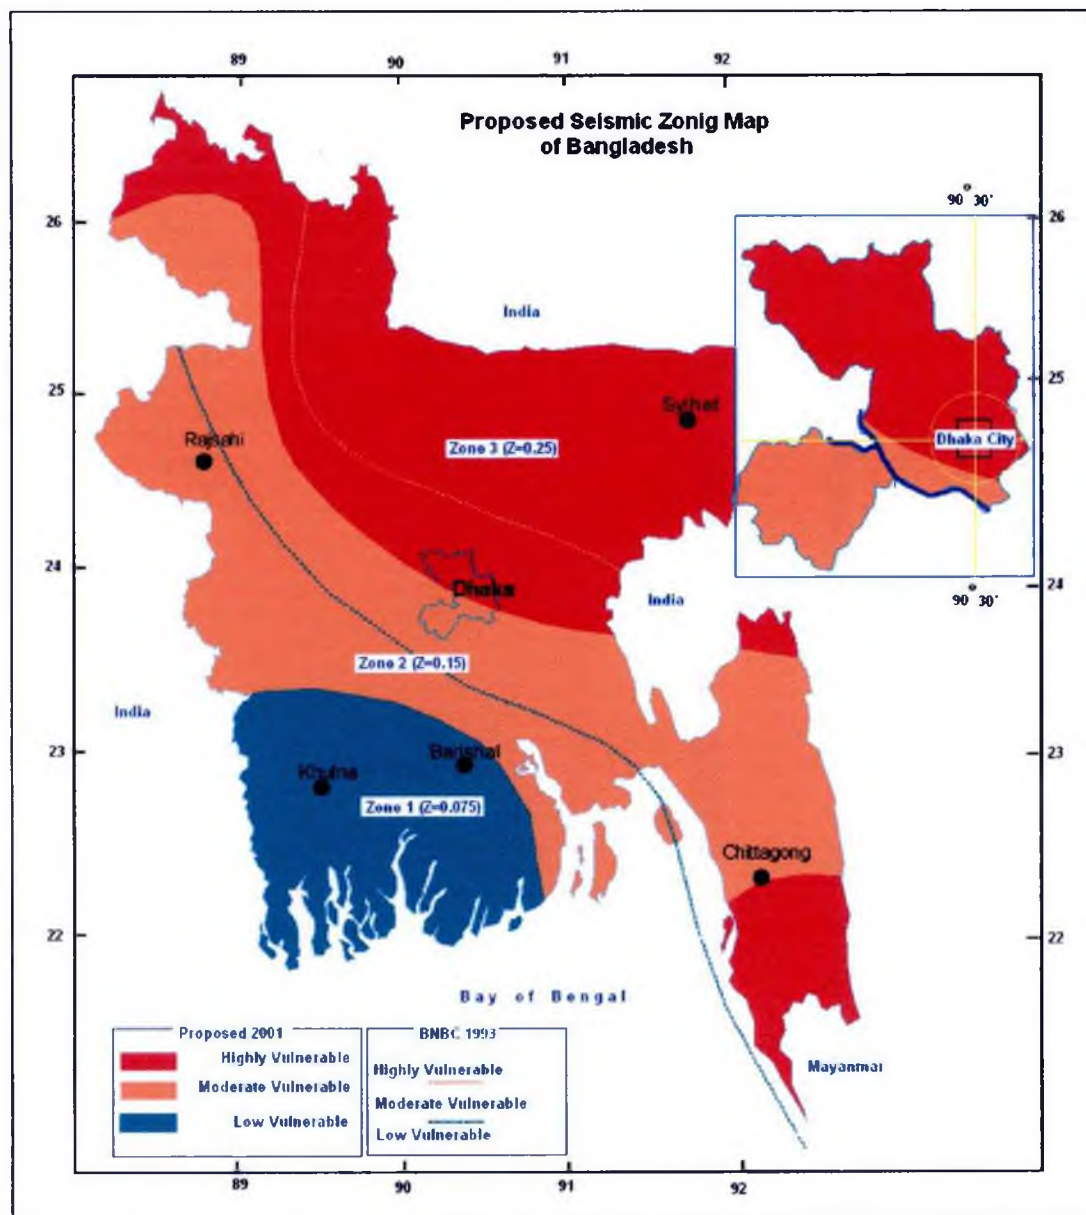 89 90 91 92
Proposed Seismic Zonig Map
of Bangladesh
90° 30'
26 26
India
25 25
Sylhet
Rajsahi
Zone 3 (Z=0.25)
Dhaka City
24 24
Dhaka
India
90° 30'
Zone 2 (Z=0.15)
India
23 23
Barishal
Khulna
Zone 1 (Z=0.075)
Chittagong
22 22
Bay of Bengal
Proposed 2001
Highly Vulnerable
Moderate Vulnerable
Low Vulnerable
BNBC 1993
Highly Vulnerable
Moderate Vulnerable
Low Vulnerable
Mayanmar
89 90 91 92